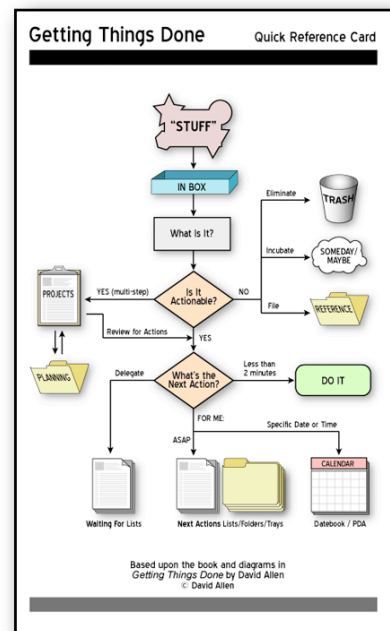 Getting Things Done
Quick Reference Card
"STUFF"
IN BOX
What Is It?
Eliminate
TRASH
Incubate
SOMEDAY/
MAYBE
File
REFERENCE
Is It
Actionable?
NO
YES (multi-step)
PROJECTS
Review for Actions
YES
PLANNING
What's the
Next Action?
Less than
2 minutes
DO IT
Delegate
FOR ME:
ASAP
Specific Date or Time
CALENDAR
Waiting For Lists
Next Actions Lists/Folders/Trays
Datebook / PDA
Based upon the book and diagrams in
Getting Things Done by David Allen
© David Allen